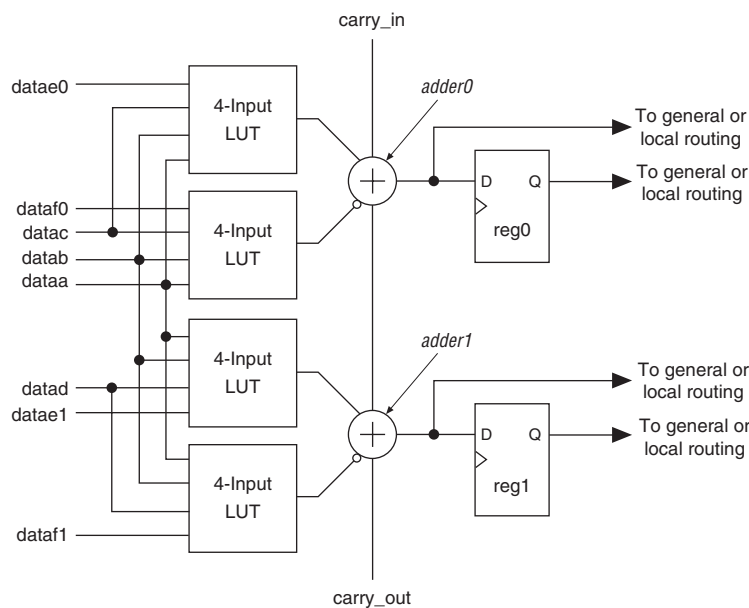 carry_in
adder0
datae0
4-Input
LUT
To general or
local routing
D Q
reg0
To general or
local routing
dataf0
datac
datab
dataa
4-Input
LUT
4-Input
LUT
adder1
datad
datae1
To general or
local routing
D Q
reg1
To general or
local routing
4-Input
LUT
dataf1
carry_out